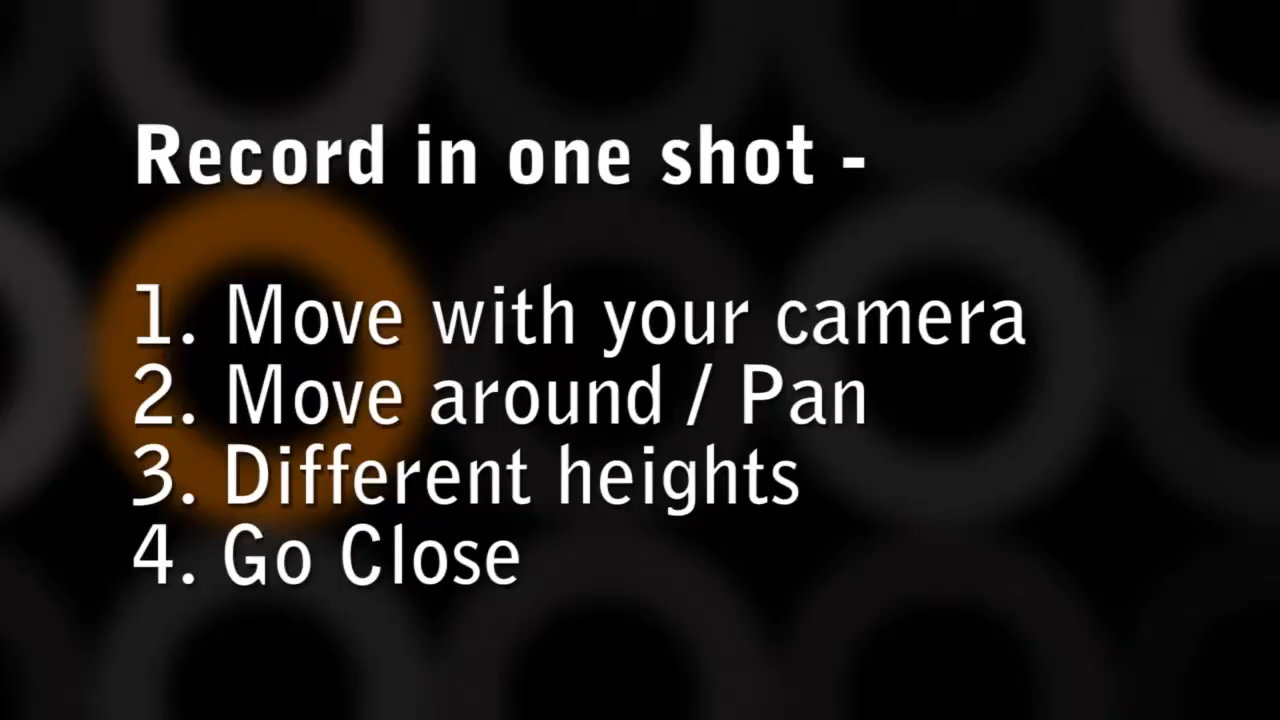 Record in one shot -
1. Move with your camera
2. Move around / Pan
3. Different heights
4. Go Close